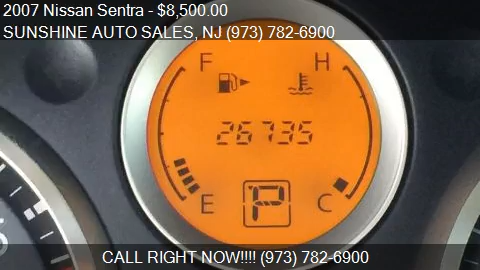 2007 Nissan Sentra - $8,500.00
SUNSHINE AUTO SALES, NJ (973) 782-6900
F H
26735
E P C
CALL RIGHT NOW!!!! (973) 782-6900